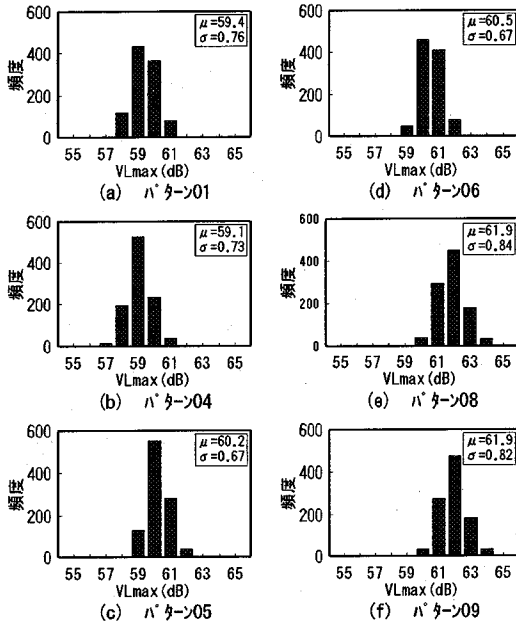 μ=59.4
σ=0.76
600
400
200
0
頻度
55 57 59 61 63 65
VLmax(dB)
(a) パターン01
μ=60.5
σ=0.67
600
400
200
0
頻度
55 57 59 61 63 65
VLmax(dB)
(d) パターン06
μ=59.1
σ=0.73
600
400
200
0
頻度
55 57 59 61 63 65
VLmax(dB)
(b) パターン04
μ=61.9
σ=0.84
600
400
200
0
頻度
55 57 59 61 63 65
VLmax(dB)
(e) パターン08
μ=60.2
σ=0.67
600
400
200
0
頻度
55 57 59 61 63 65
VLmax(dB)
(c) パターン05
μ=61.9
σ=0.82
600
400
200
0
頻度
55 57 59 61 63 65
VLmax(dB)
(f) パターン09